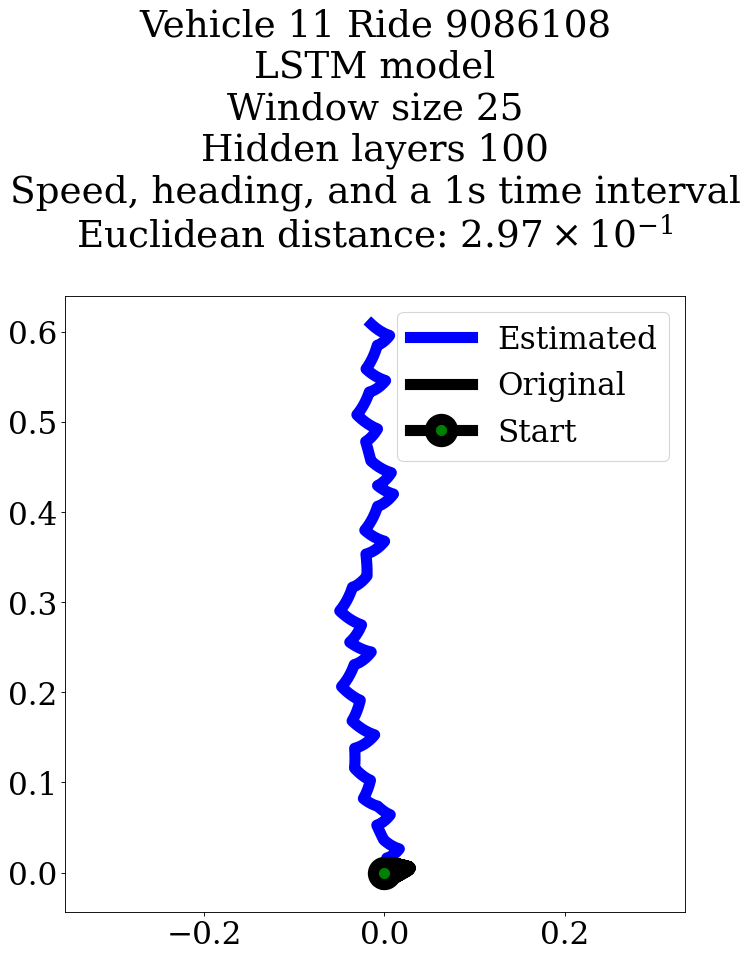 Vehicle 11 Ride 9086108
LSTM model
Window size 25
Hidden layers 100
Speed, heading, and a 1s time interval
Euclidean distance: 2.97 × 10⁻¹
Estimated
Original
Start
0.6
0.5
0.4
0.3
0.2
0.1
0.0
−0.2 0.0 0.2